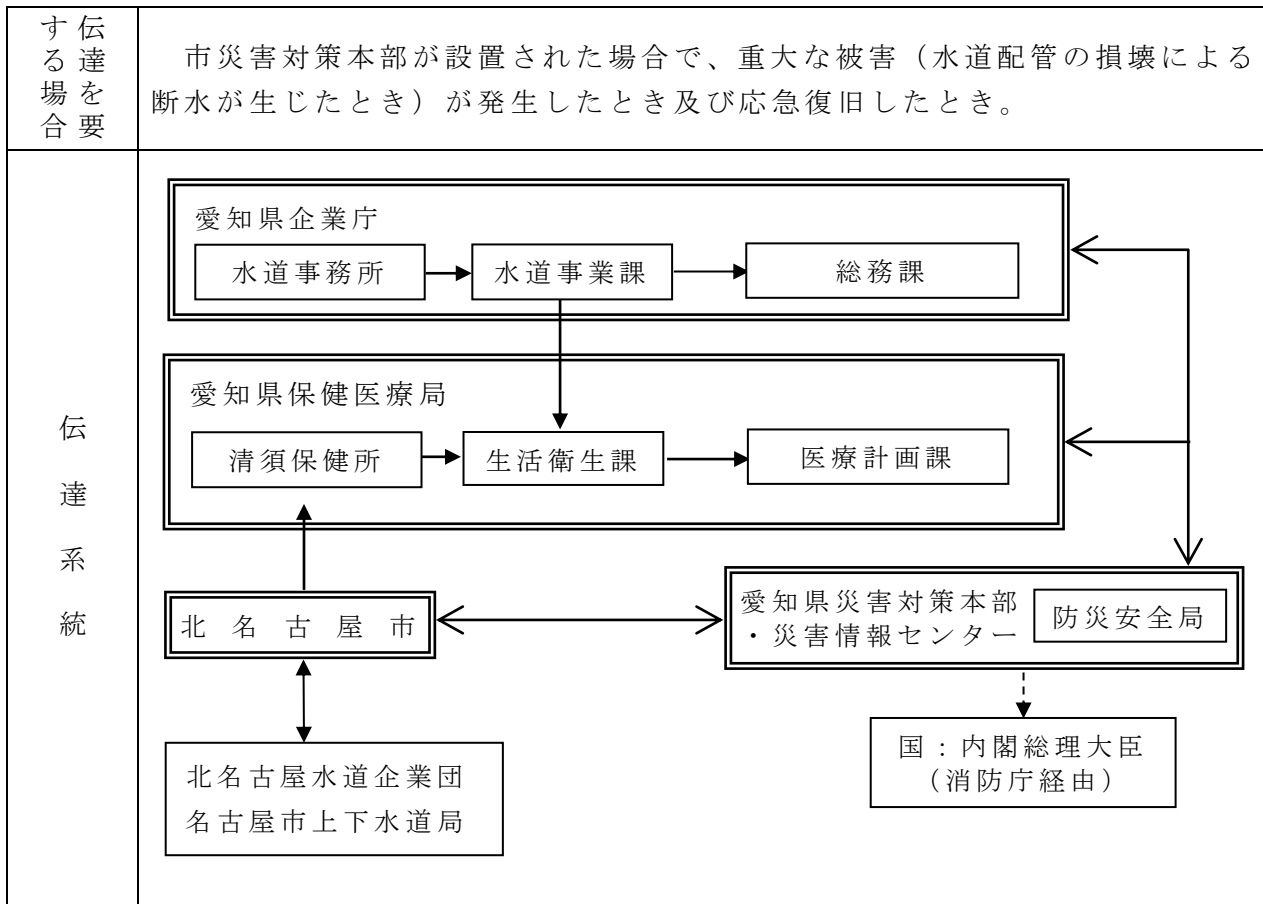 伝達を要する場合
市災害対策本部が設置された場合で、重大な被害（水道配管の損壊による
断水が生じたとき）が発生したとき及び応急復旧したとき。
伝達系統
愛知県企業庁
水道事務所
水道事業課
総務課
愛知県保健医療局
清須保健所
生活衛生課
医療計画課
北名古屋市
愛知県災害対策本部
・災害情報センター
防災安全局
北名古屋水道企業団
名古屋市上下水道局
国：内閣総理大臣
（消防庁経由）